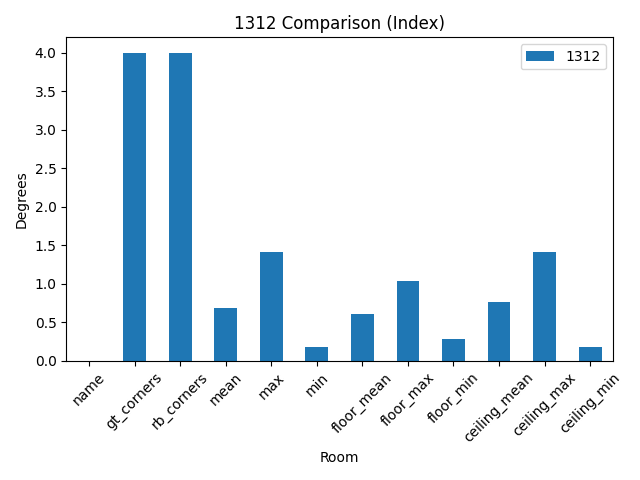 1312 Comparison (Index)
1312
Degrees
4.0
3.5
3.0
2.5
2.0
1.5
1.0
0.5
0.0
name
gt_corners
rb_corners
mean
max
min
floor_mean
floor_max
floor_min
ceiling_mean
ceiling_max
ceiling_min
Room